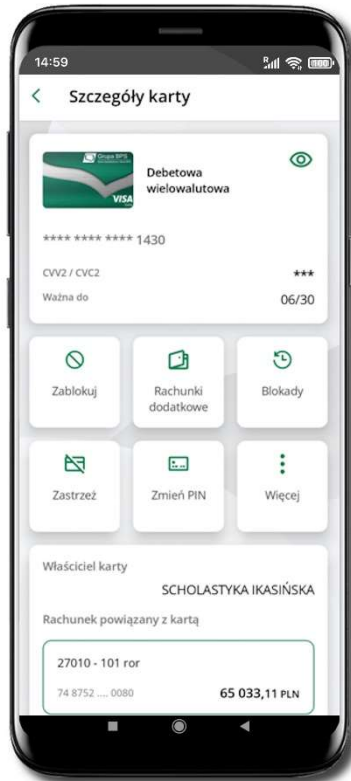 14:59
Szczegóły karty
Grupa BPS
VISA
Debetowa
wielowalutowa
**** **** **** 1430
CVV2 / CVC2 ***
Ważna do 06/30
Zablokuj
Rachunki
dodatkowe
Blokady
Zastrzeż
Zmień PIN
Więcej
Właściciel karty
SCHOLASTYKA IKASIŃSKA
Rachunek powiązany z kartą
27010 - 101 ror
74 8752 .... 0080 65 033,11 PLN